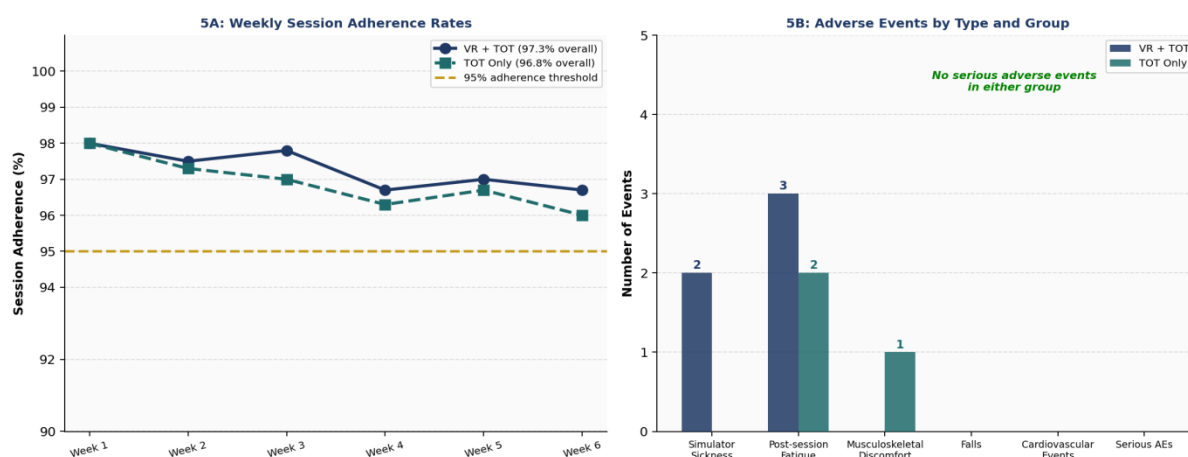 5A: Weekly Session Adherence Rates
VR + TOT (97.3% overall)
TOT Only (96.8% overall)
95% adherence threshold
Session Adherence (%)
100
99
98
97
96
95
94
92
90
Week 1
Week 2
Week 3
Week 4
Week 5
Week 6
5B: Adverse Events by Type and Group
VR + TOT
TOT Only
No serious adverse events
in either group
Number of Events
5
4
3
2
1
0
2
3
2
1
Simulator
Sickness
Post-session
Fatigue
Musculoskeletal
Discomfort
Falls
Cardiovascular
Events
Serious AEs